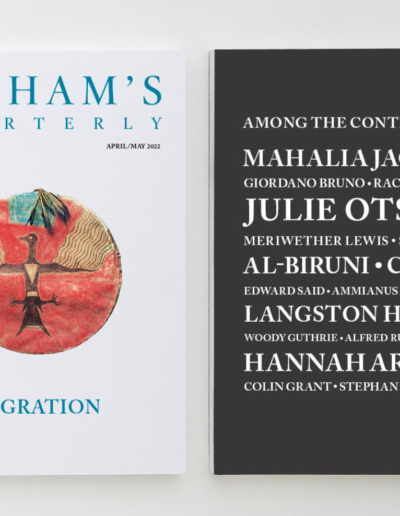 HAM'S
RTERLY
APRIL/MAY 2022
GRATION
AMONG THE CONT
MAHALIA JA
GIORDANO BRUNO • RAC
JULIE OTS
MERIWETHER LEWIS •
AL-BIRUNI • C
EDWARD SAID • AMMIANUS
LANGSTON H
WOODY GUTHRIE • ALFRED RU
HANNAH AR
COLIN GRANT • STEPHAN